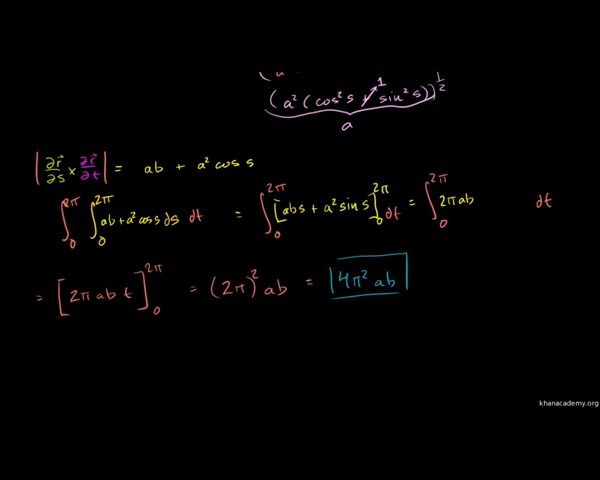 (a² (cos² s + sin² s))^½
1
a
|∂r⃗/∂s × ∂r⃗/∂t| = ab + a² cos s
∫₀^2π ∫₀^2π ab + a² cos s ds dt = ∫₀^2π [abs + a² sin s]₀^2π dt = ∫₀^2π 2π ab dt
= [2π ab t]₀^2π = (2π)² ab = 4π² ab
khanacademy.org